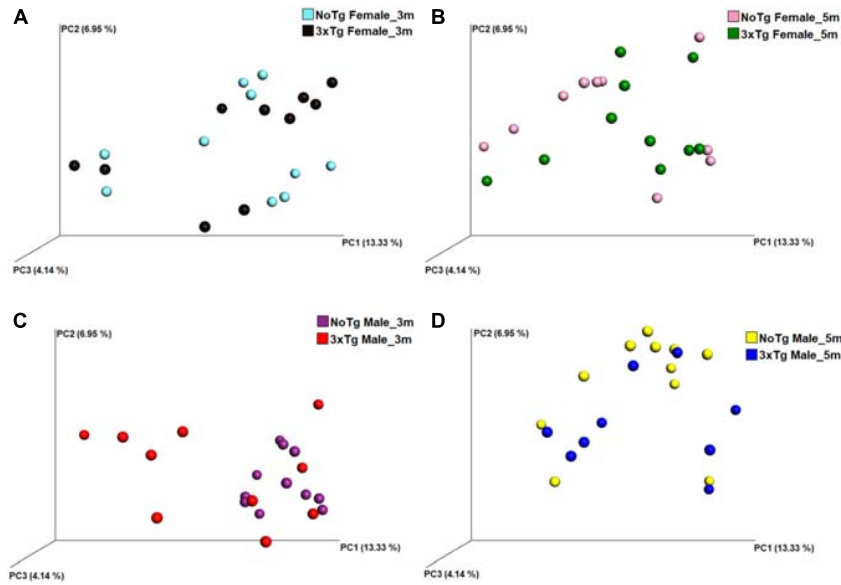 A
PC2 (6.95 %)
NoTg Female_3m
3xTg Female_3m
PC1 (13.33 %)
PC3 (4.14 %)
B
PC2 (6.95 %)
NoTg Female_5m
3xTg Female_5m
PC1 (13.33 %)
PC3 (4.14 %)
C
PC2 (6.95 %)
NoTg Male_3m
3xTg Male_3m
PC1 (13.33 %)
PC3 (4.14 %)
D
PC2 (6.95 %)
NoTg Male_5m
3xTg Male_5m
PC1 (13.33 %)
PC3 (4.14 %)